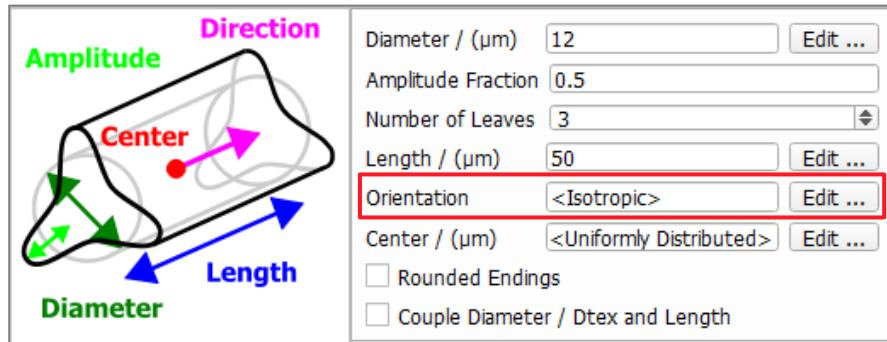 Direction
Amplitude
Center
Length
Diameter
Diameter / (µm) 12 Edit ...
Amplitude Fraction 0.5
Number of Leaves 3
Length / (µm) 50 Edit ...
Orientation <Isotropic> Edit ...
Center / (µm) <Uniformly Distributed> Edit ...
Rounded Endings
Couple Diameter / Dtex and Length